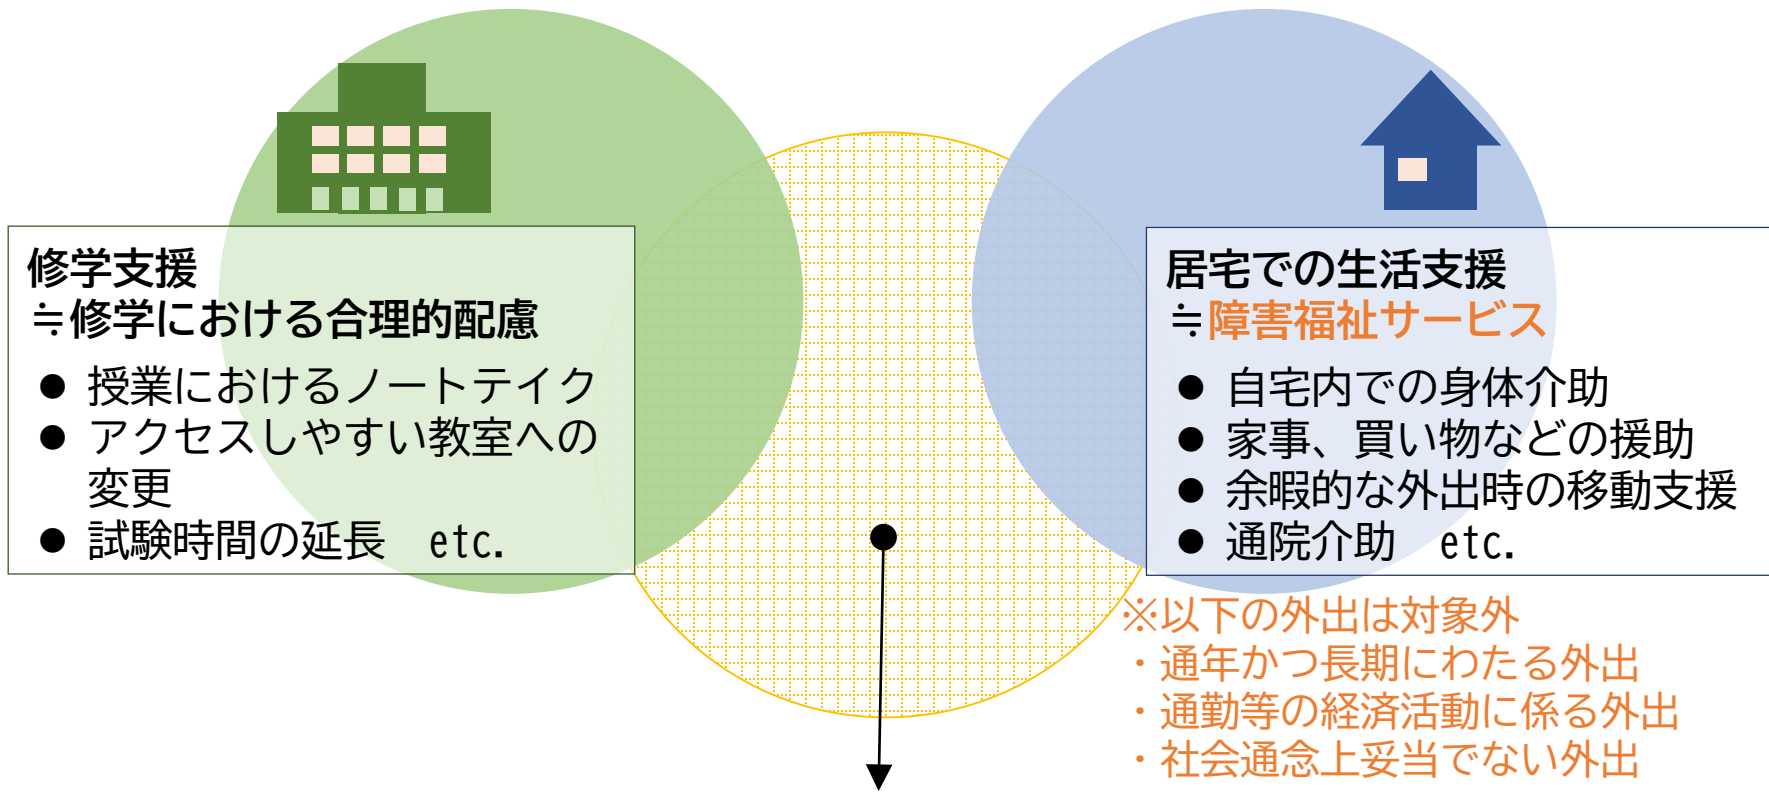 修学支援
≒修学における合理的配慮
● 授業におけるノートテイク
● アクセスしやすい教室への
変更
● 試験時間の延長　etc.
居宅での生活支援
≒障害福祉サービス
● 自宅内での身体介助
● 家事、買い物などの援助
● 余暇的な外出時の移動支援
● 通院介助　etc.
※以下の外出は対象外
・通年かつ長期にわたる外出
・通勤等の経済活動に係る外出
・社会通念上妥当でない外出